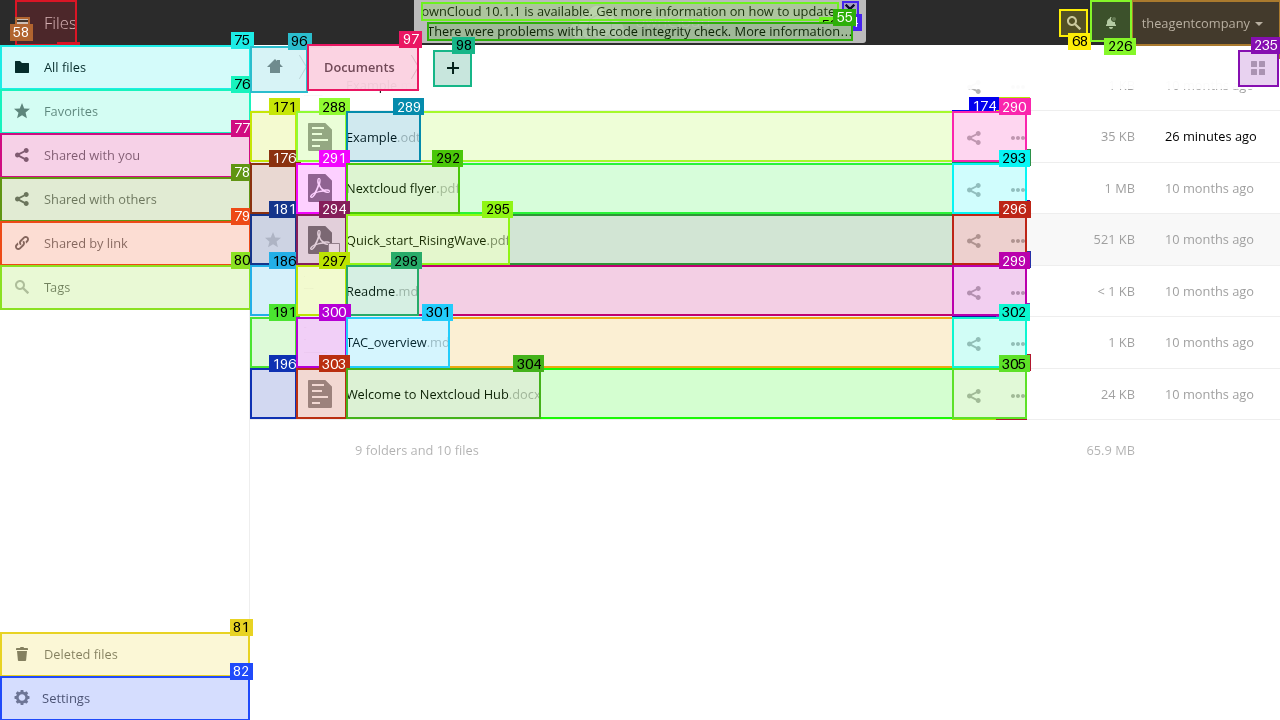 Files
ownCloud 10.1.1 is available. Get more information on how to update
There were problems with the code integrity check. More information…
theagentcompany
58
55
68
226
75
96
97
98
235
All files
Documents
+
76
Favorites
10 months ago
171
288
289
174
290
77
Example.odt
35 KB
26 minutes ago
Shared with you
176
291
292
293
78
Nextcloud flyer.pdf
1 MB
10 months ago
Shared with others
181
294
295
296
79
Quick_start_RisingWave.pdf
521 KB
10 months ago
Shared by link
80
186
297
298
299
Tags
Readme.md
< 1 KB
10 months ago
191
300
301
302
TAC_overview.md
1 KB
10 months ago
196
303
304
305
Welcome to Nextcloud Hub.docx
24 KB
10 months ago
9 folders and 10 files
65.9 MB
81
Deleted files
82
Settings